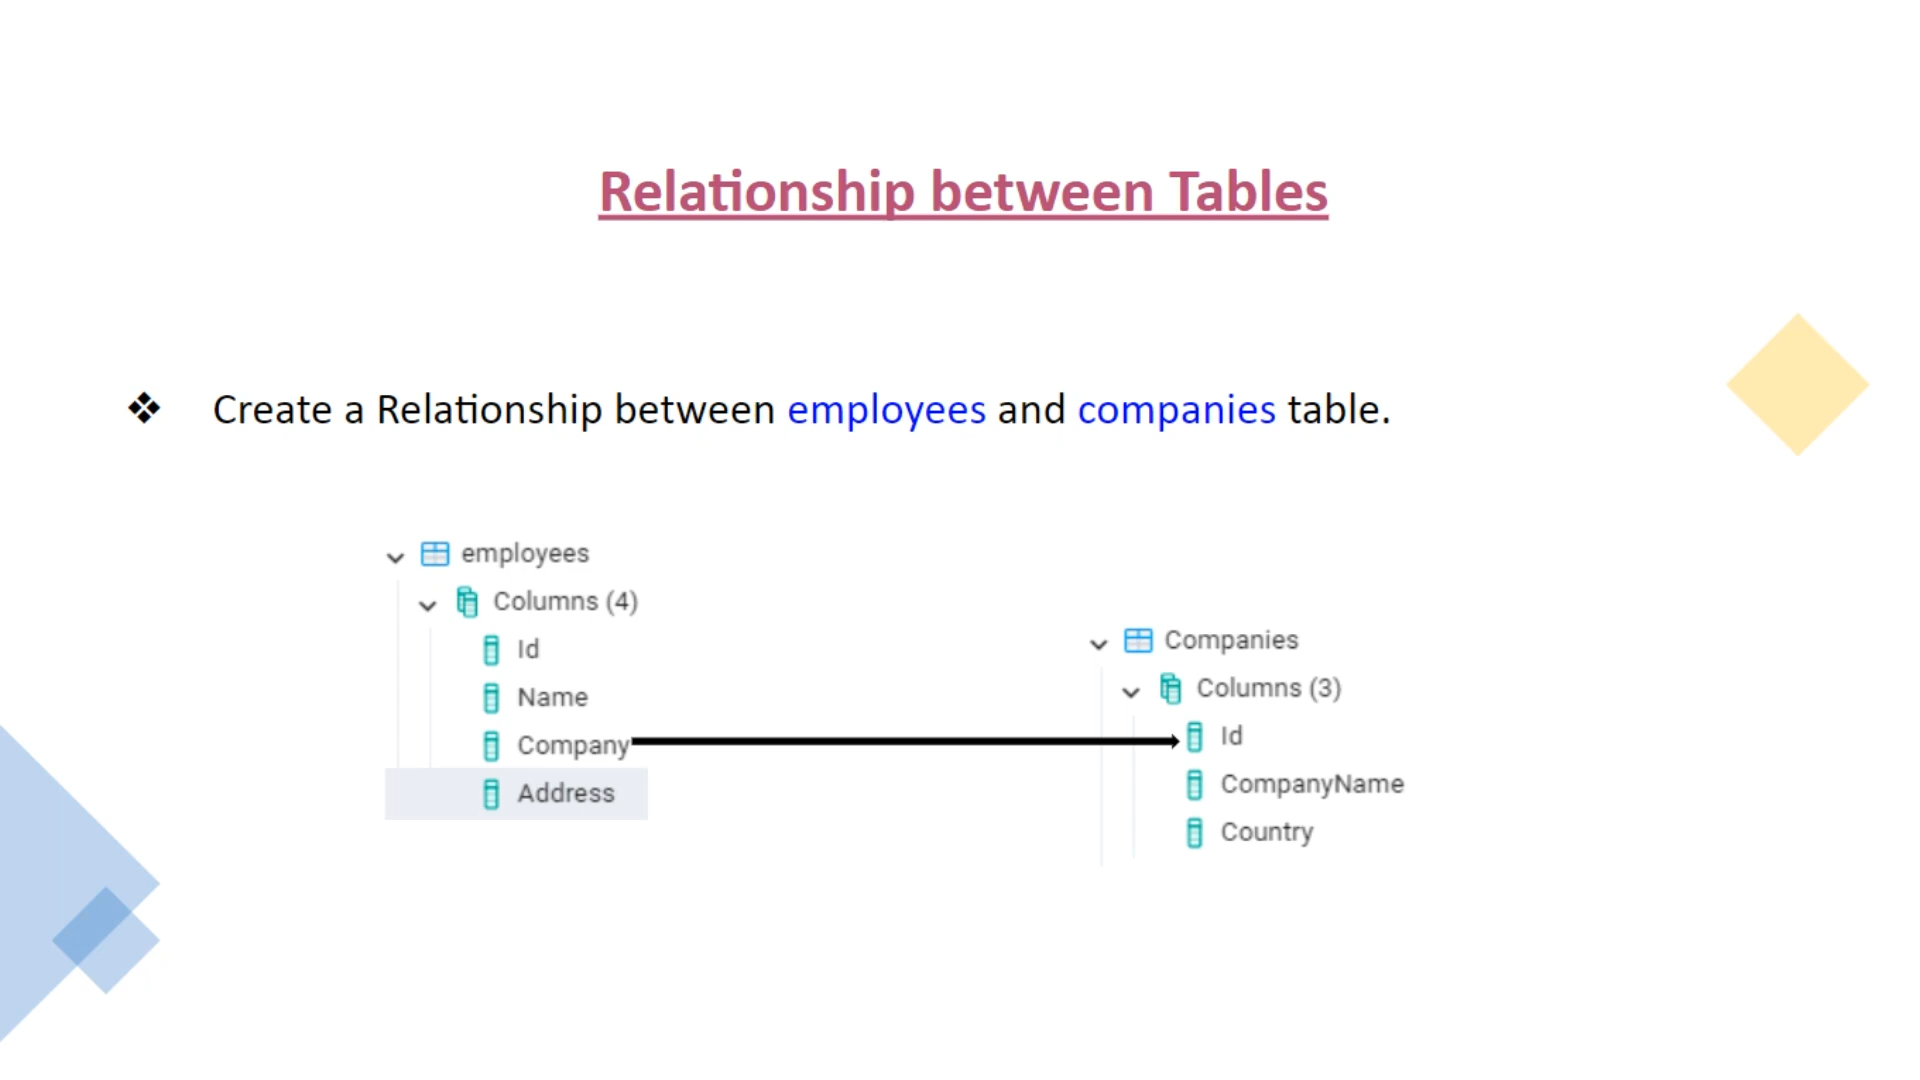 Relationship between Tables
❖ Create a Relationship between employees and companies table.
employees
Columns (4)
Id
Name
Company
Address
Companies
Columns (3)
Id
CompanyName
Country